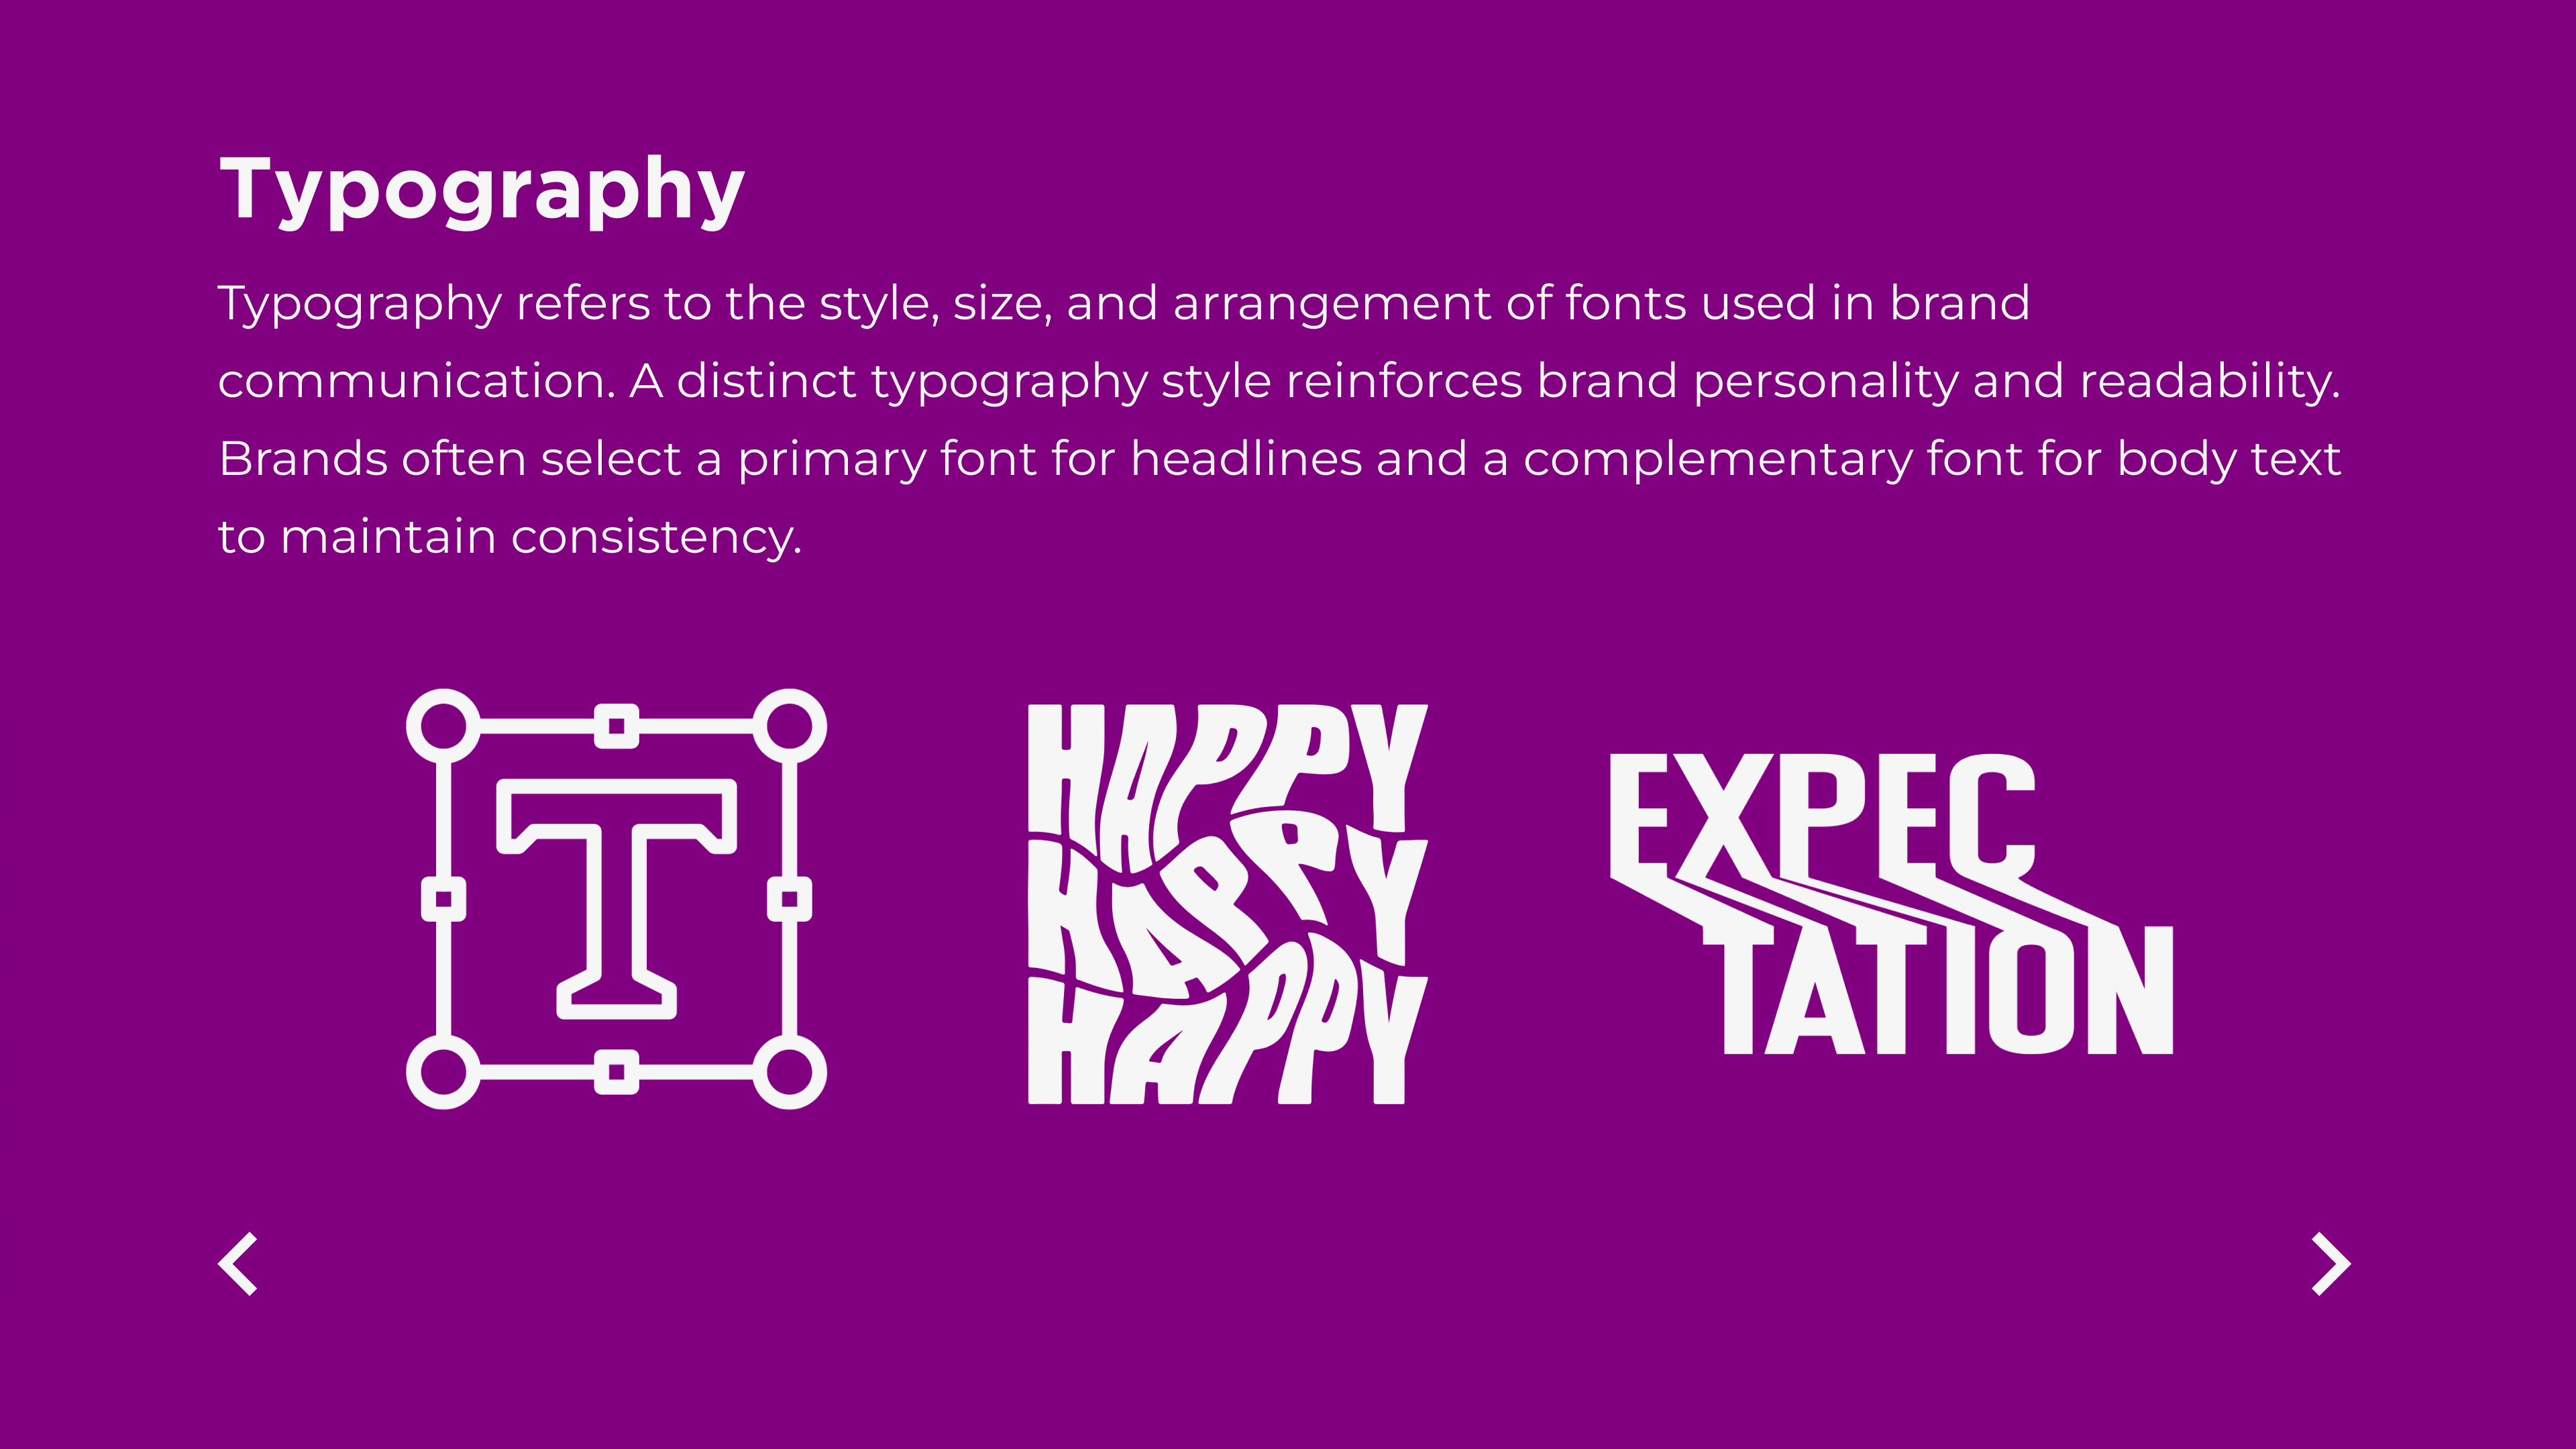 Typography
Typography refers to the style, size, and arrangement of fonts used in brand
communication. A distinct typography style reinforces brand personality and readability.
Brands often select a primary font for headlines and a complementary font for body text
to maintain consistency.
T
HAPPY
HAPPY
HAPPY
EXPEC
TATION